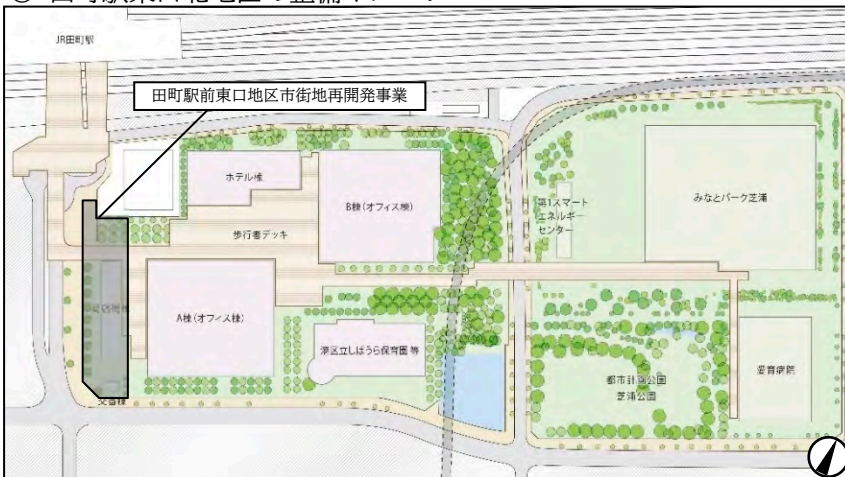 JR田町駅
田町駅前東口地区市街地再開発事業
ホテル棟
B棟(オフィス棟)
歩行者デッキ
A棟(オフィス棟)
港区立しばうら保育園 等
第1スマート
エネルギー
センター
みなとパーク芝浦
都市計画公園
芝浦公園
愛育病院